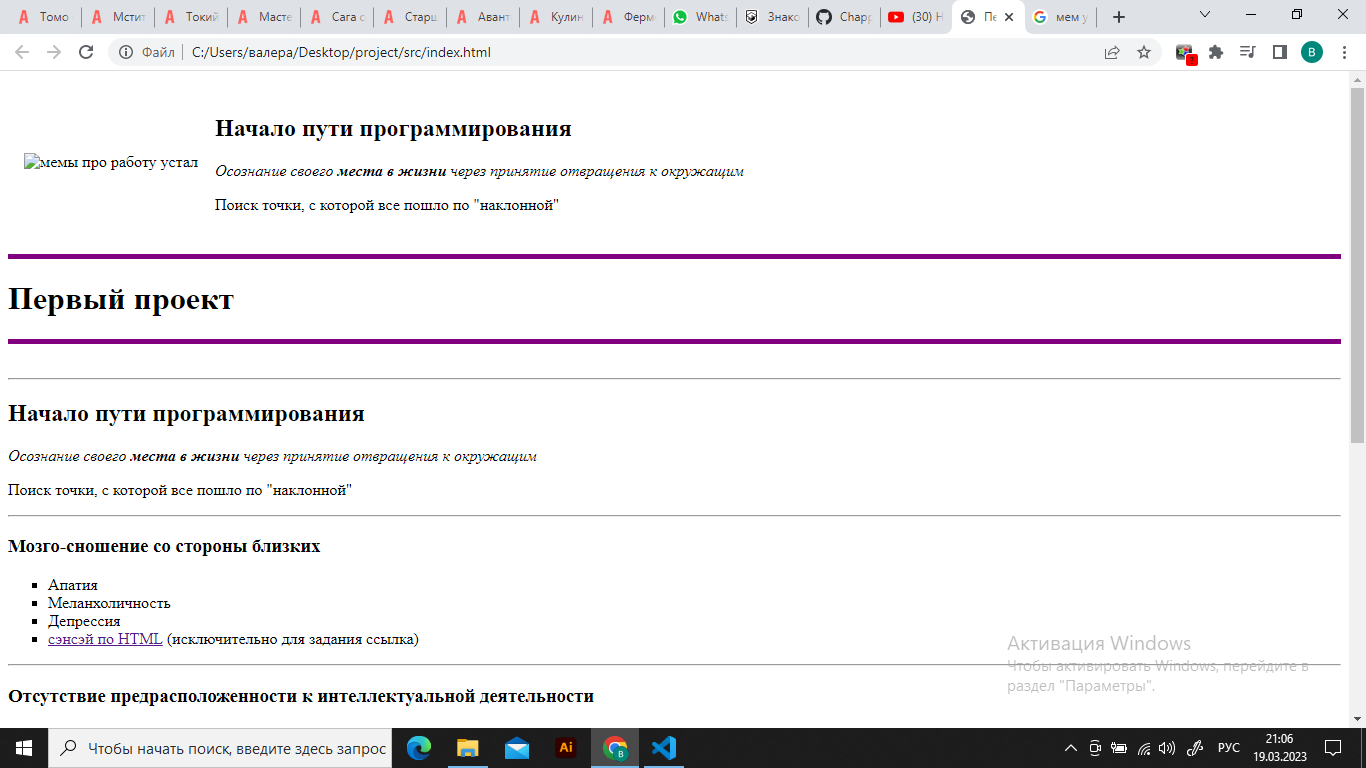 Томо
Мстит
Токий
Масте
Сага с
Старш
Авант
Кулин
Ферм
Whats
Знако
Chapp
(30) Н
Пе
мем у
Файл
C:/Users/валера/Desktop/project/src/index.html
В
мемы про работу устал
Начало пути программирования
Осознание своего места в жизни через принятие отвращения к окружащим
Поиск точки, с которой все пошло по "наклонной"
Первый проект
Начало пути программирования
Осознание своего места в жизни через принятие отвращения к окружащим
Поиск точки, с которой все пошло по "наклонной"
Мозго-сношение со стороны близких
Апатия
Меланхоличность
Депрессия
сэнсэй по HTML (исключительно для задания ссылка)
Отсутствие предрасположенности к интеллектуальной деятельности
Активация Windows
Чтобы активировать Windows, перейдите в
раздел "Параметры".
Чтобы начать поиск, введите здесь запрос
Ai
В
РУС
21:06
19.03.2023